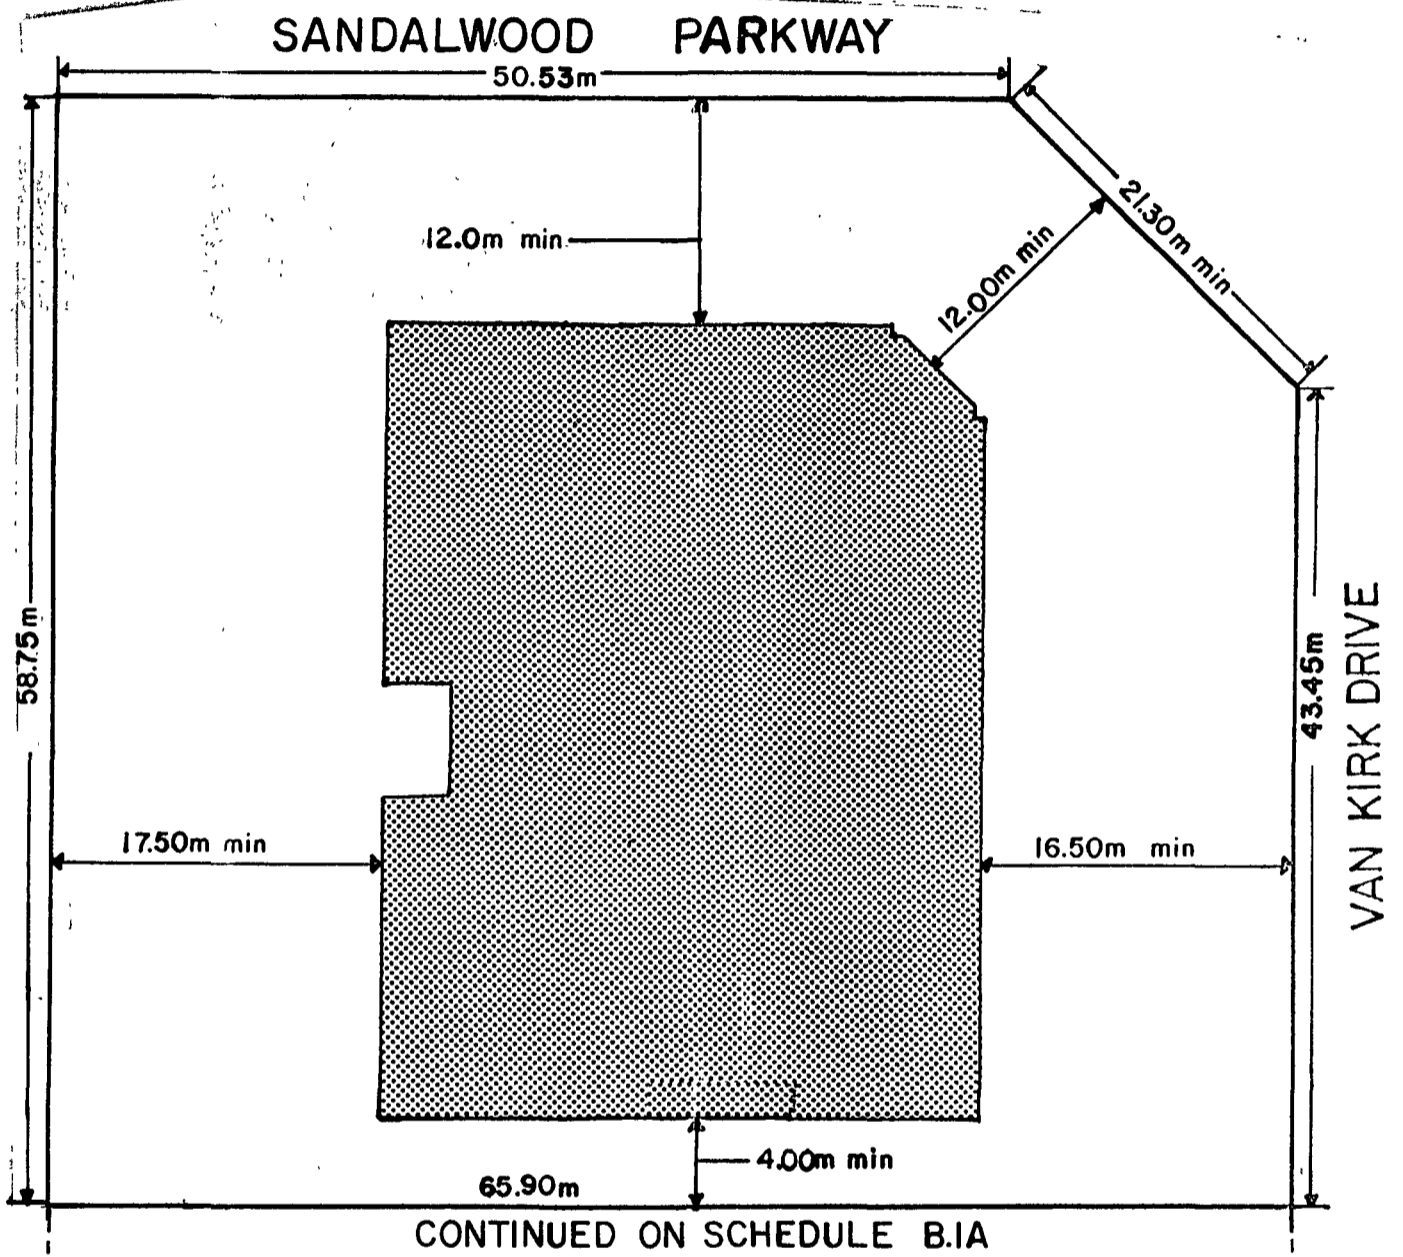 SANDALWOOD PARKWAY
50.53m
21.30m min
12.0m min
12.00m min
58.75m
43.45m
VAN KIRK DRIVE
17.50m min
16.50m min
4.00m min
65.90m
CONTINUED ON SCHEDULE B.1A